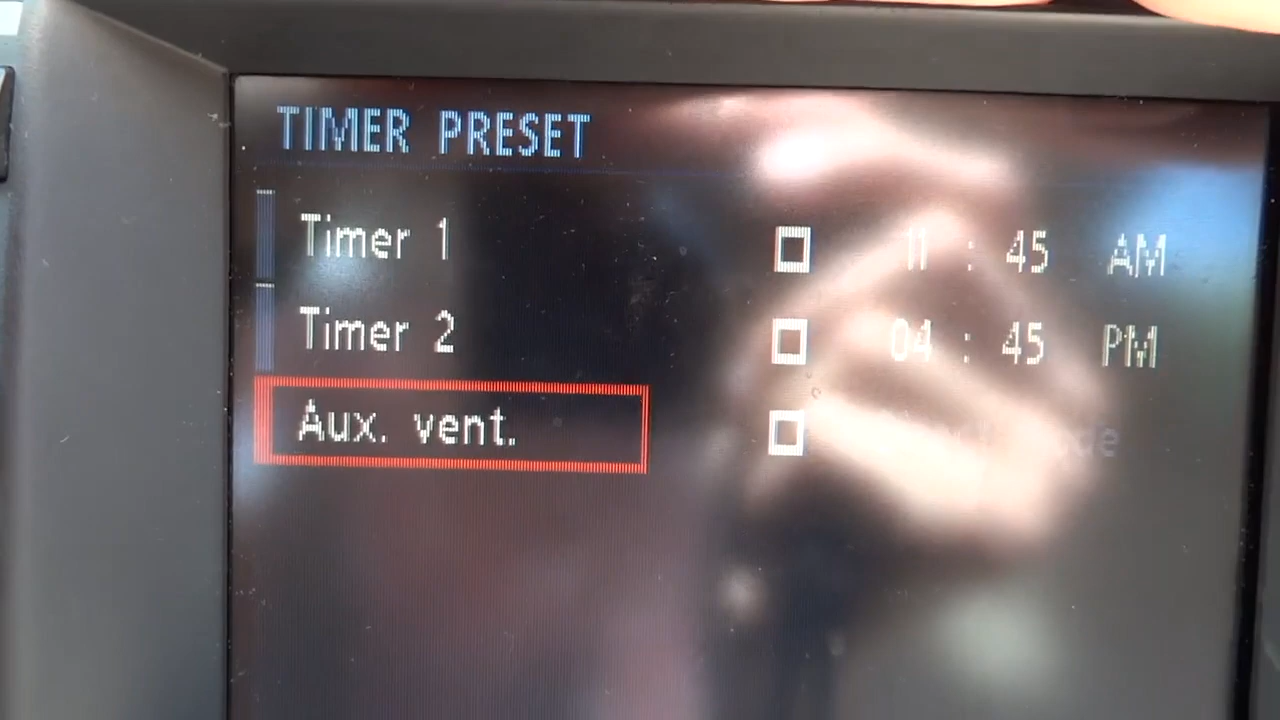 TIMER PRESET
Timer 1 11 : 45 AM
Timer 2 04 : 45 PM
Aux. vent.